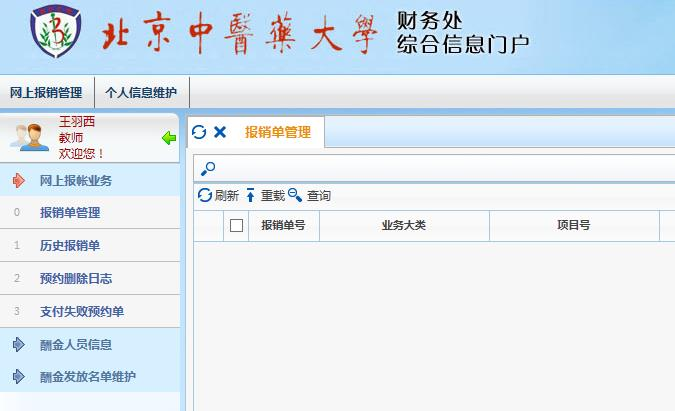 北京中醫藥大學
财务处
综合信息门户
网上报销管理 个人信息维护
王羽西
教师
欢迎您！
报销单管理
网上报帐业务
0 报销单管理
1 历史报销单
2 预约删除日志
3 支付失败预约单
酬金人员信息
酬金发放名单维护
刷新 重载 查询
报销单号 业务大类 项目号